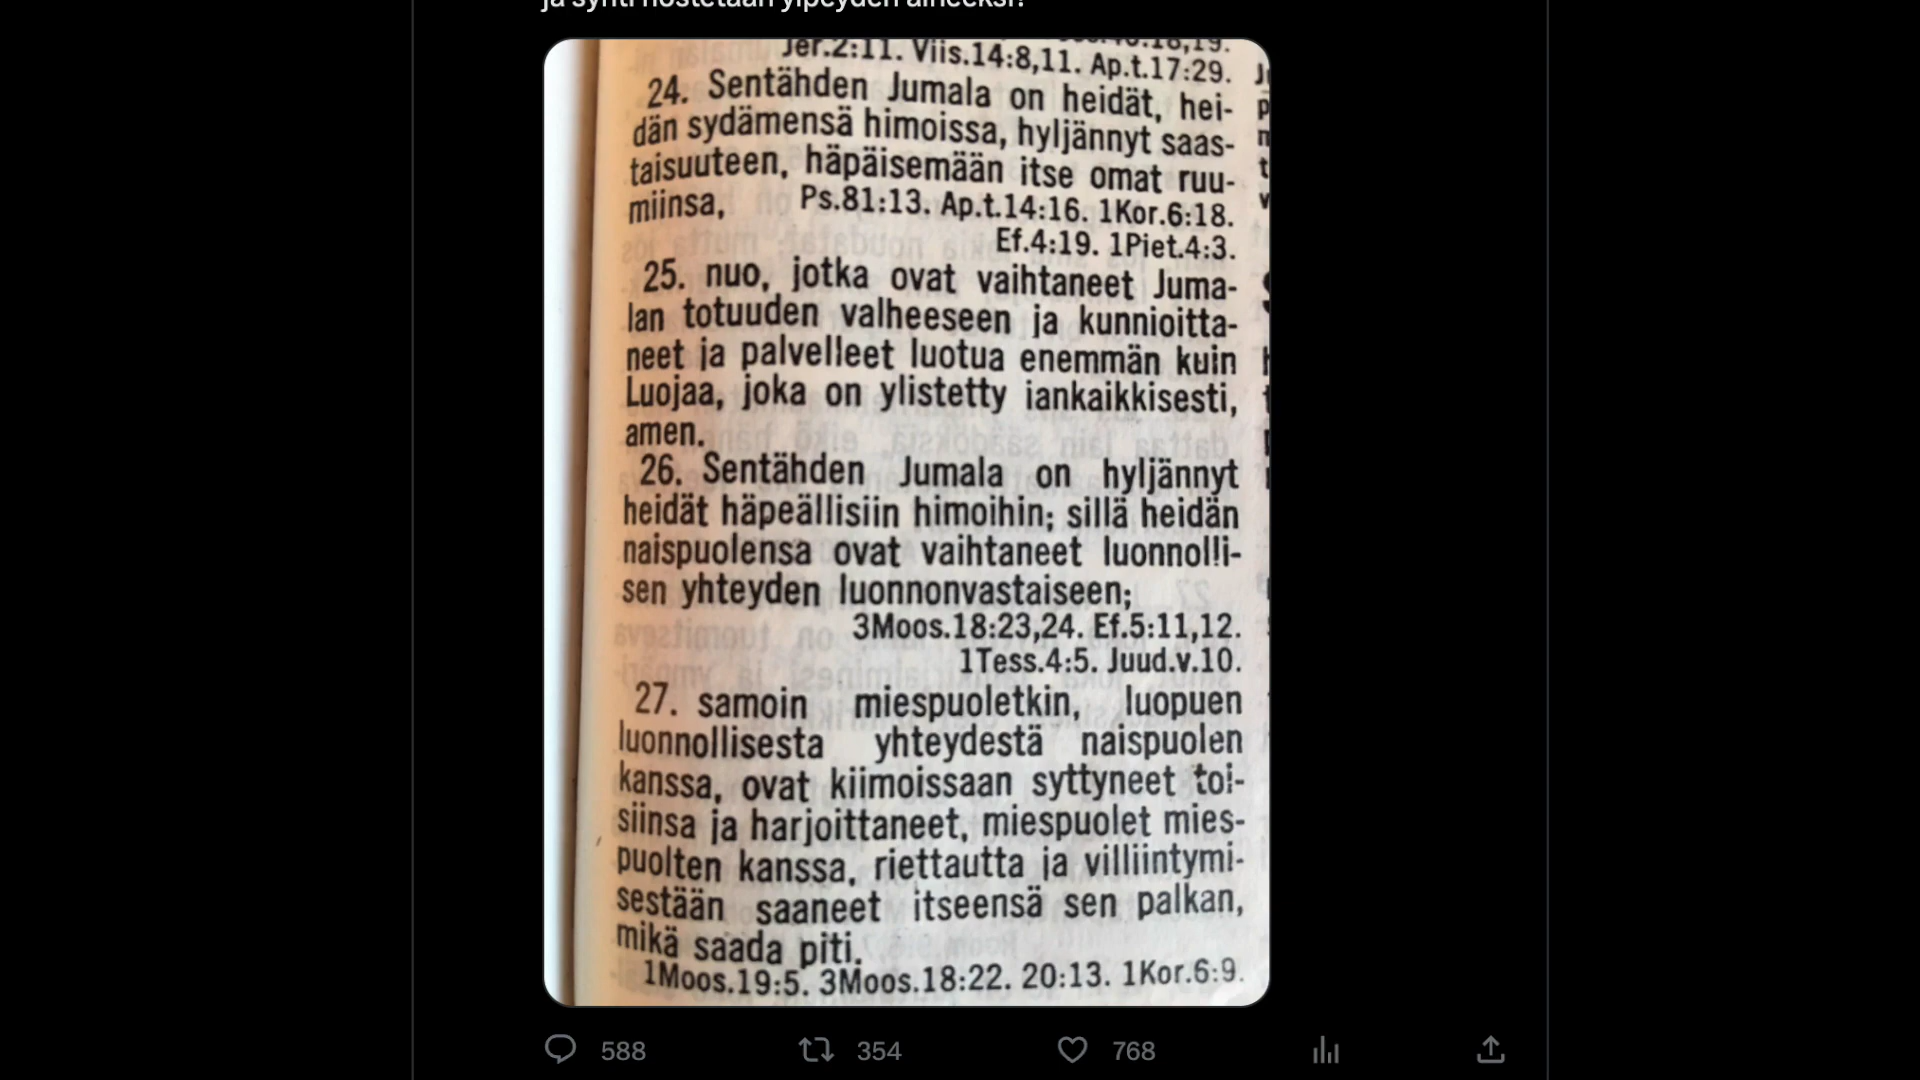 ja synti nostetaan ylpeyden aiheeksi?
Jer.2:11. Viis.14:8,11. Ap.t.17:29.
24. Sentähden Jumala on heidät, hei-
dän sydämensä himoissa, hyljännyt saas-
taisuuteen, häpäisemään itse omat ruu-
miinsa, Ps.81:13. Ap.t.14:16. 1Kor.6:18.
Ef.4:19. 1Piet.4:3.
25. nuo, jotka ovat vaihtaneet Juma-
lan totuuden valheeseen ja kunnioitta-
neet ja palvelleet luotua enemmän kuin
Luojaa, joka on ylistetty iankaikkisesti,
amen.
26. Sentähden Jumala on hyljännyt
heidät häpeällisiin himoihin; sillä heidän
naispuolensa ovat vaihtaneet luonnolli-
sen yhteyden luonnonvastaiseen;
3Moos.18:23,24. Ef.5:11,12.
1Tess.4:5. Juud.v.10.
27. samoin miespuoletkin, luopuen
luonnollisesta yhteydestä naispuolen
kanssa, ovat kiimoissaan syttyneet toi-
siinsa ja harjoittaneet, miespuolet mies-
puolten kanssa, riettautta ja villiintymi-
sestään saaneet itseensä sen palkan,
mikä saada piti.
1Moos.19:5. 3Moos.18:22. 20:13. 1Kor.6:9.
588 354 768